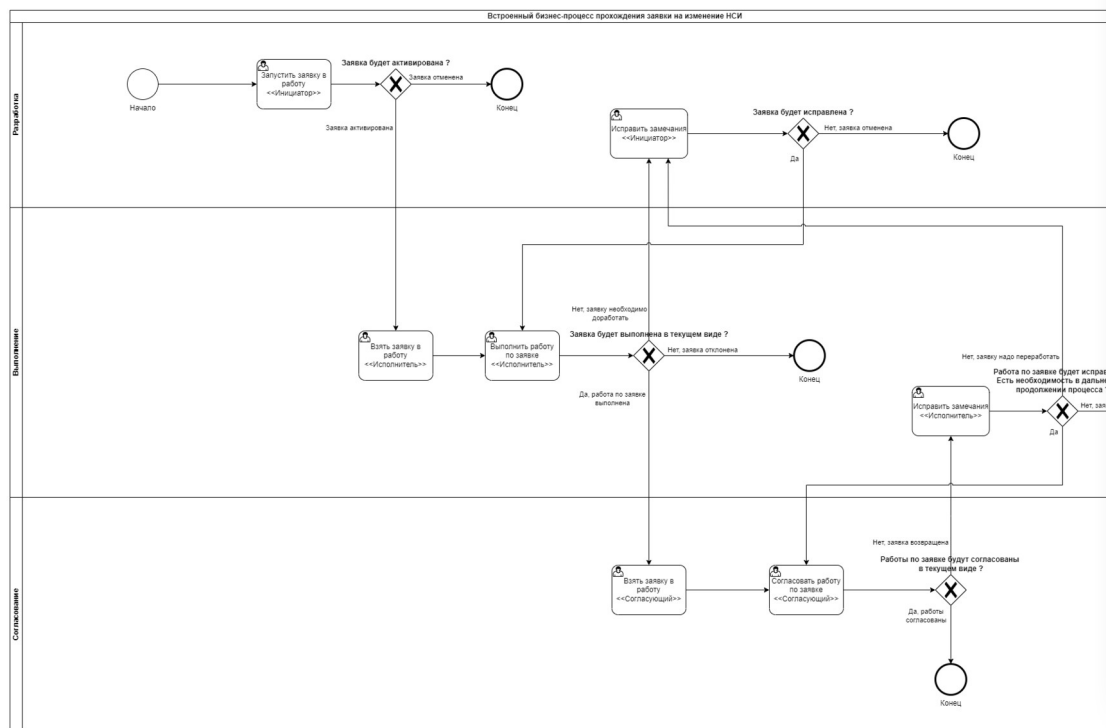 Встроенный бизнес-процесс прохождения заявки на изменение НСИ
Разработка
Начало
Запустить заявку в
работу
<<Инициатор>>
Заявка будет активирована ?
Заявка отменена
Конец
Заявка активирована
Исправить замечания
<<Инициатор>>
Заявка будет исправлена ?
Нет, заявка отменена
Конец
Да
Выполнение
Взять заявку в
работу
<<Исполнитель>>
Выполнить работу
по заявке
<<Исполнитель>>
Нет, заявку необходимо
доработать
Заявка будет выполнена в текущем виде ?
Нет, заявка отклонена
Конец
Да, работа по заявке
выполнена
Исправить замечания
<<Исполнитель>>
Нет, заявку надо переработать
Работа по заявке будет
Есть необходимость в
продолжении процесса
Нет,
Да
Согласование
Взять заявку в
работу
<<Согласующий>>
Согласовать работу
по заявке
<<Согласующий>>
Нет, заявка возвращена
Работы по заявке будут согласованы
в текущем виде ?
Да, работы
согласованы
Конец